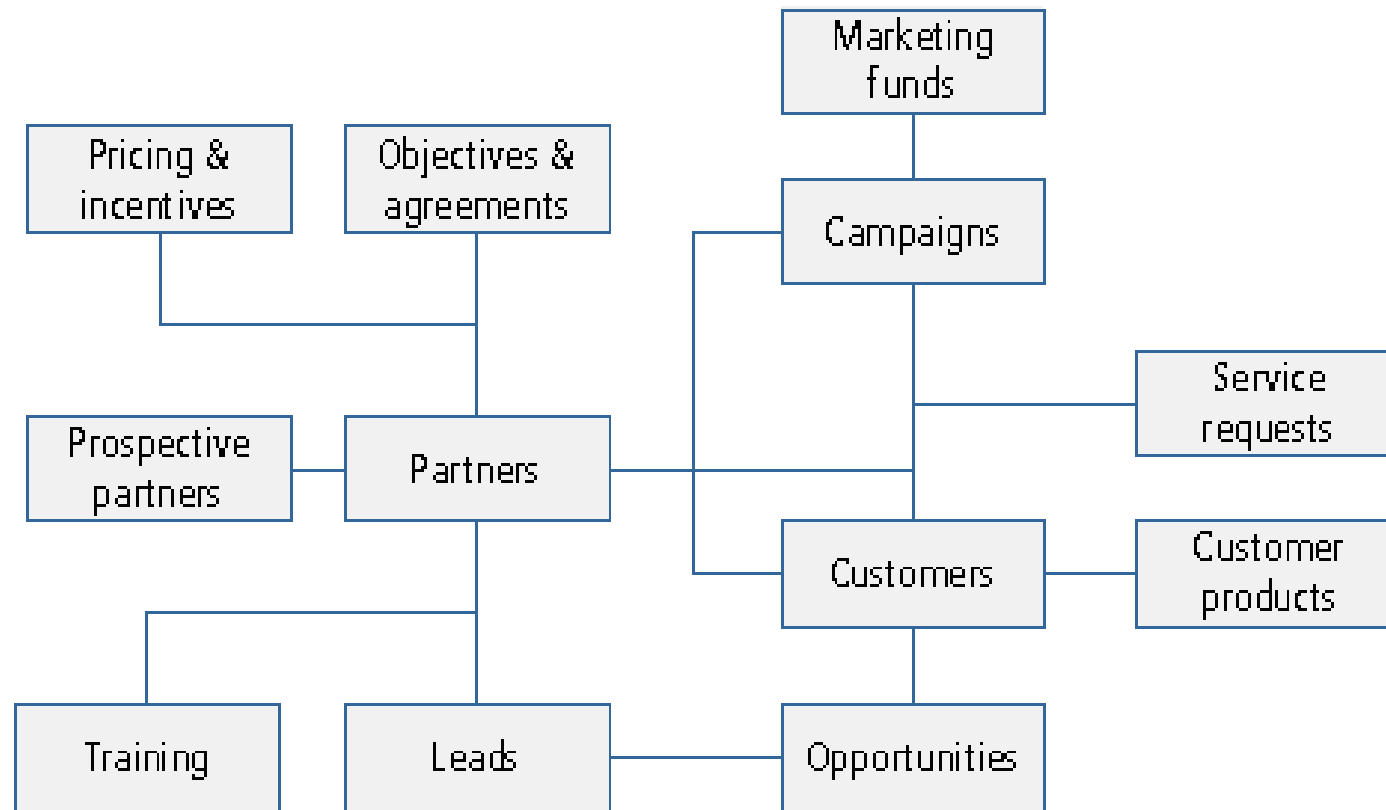 Marketing
funds
Pricing &
incentives
Objectives &
agreements
Campaigns
Service
requests
Prospective
partners
Partners
Customers
Customer
products
Training
Leads
Opportunities